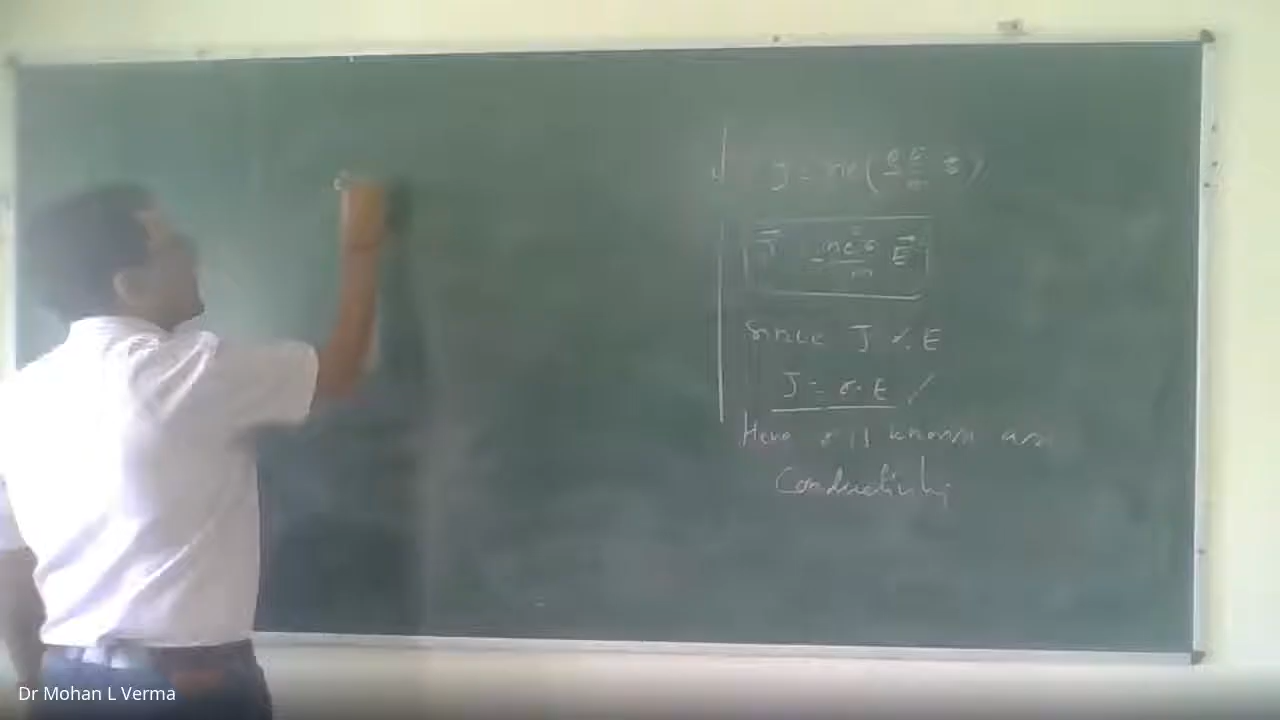 J = ne(eE/m τ)
J⃗ = ne²τ/m E⃗
Since J ∝ E
J = σ.E ✓
Here σ is known as
Conductivity
Dr Mohan L Verma